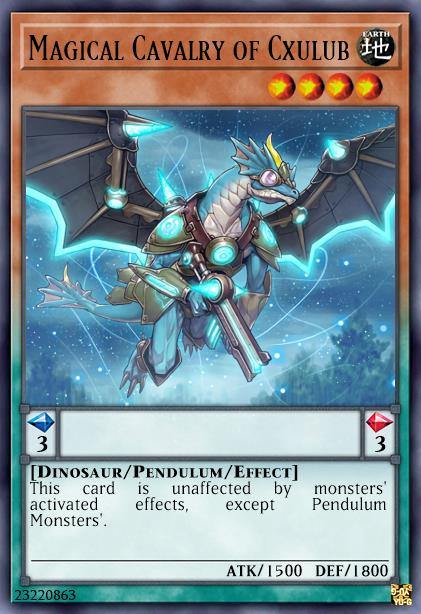 Magical Cavalry of Cxulub
EARTH
地
3 3
[Dinosaur/Pendulum/Effect]
This card is unaffected by monsters'
activated effects, except Pendulum
Monsters'.
ATK/1500 DEF/1800
23220863